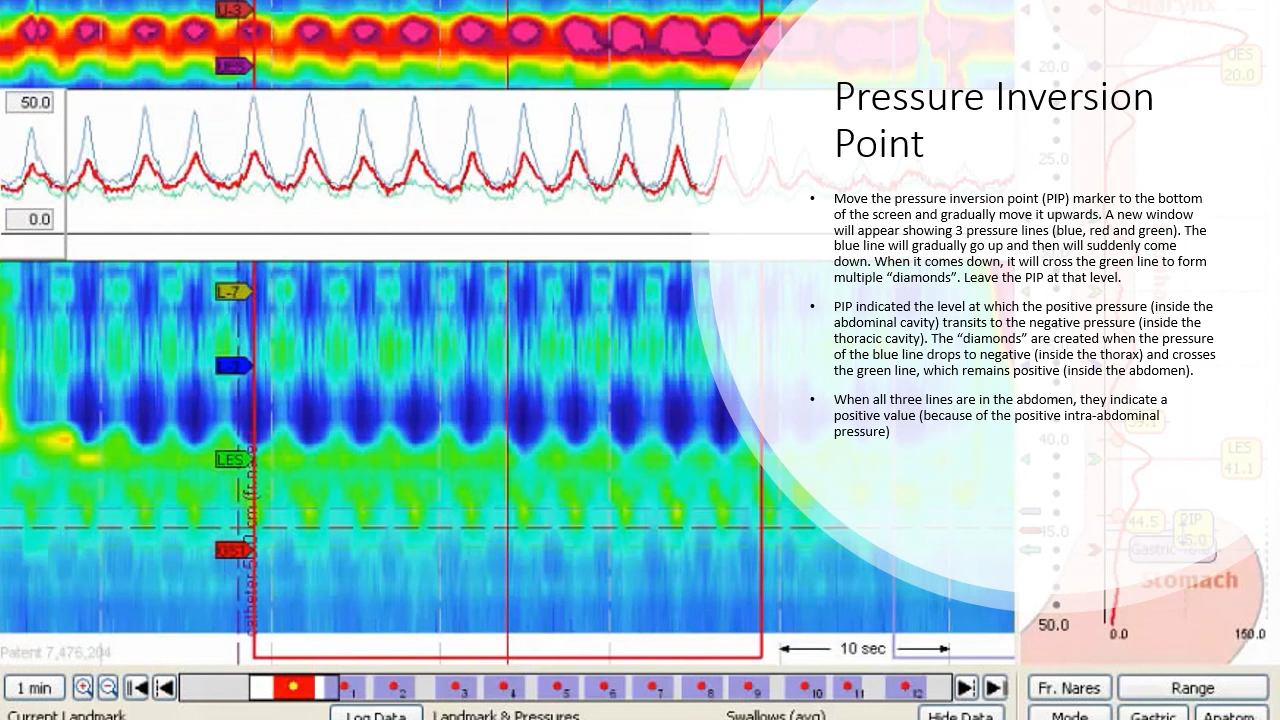 Pressure Inversion
Point
• Move the pressure inversion point (PIP) marker to the bottom
of the screen and gradually move it upwards. A new window
will appear showing 3 pressure lines (blue, red and green). The
blue line will gradually go up and then will suddenly come
down. When it comes down, it will cross the green line to form
multiple “diamonds”. Leave the PIP at that level.
• PIP indicated the level at which the positive pressure (inside the
abdominal cavity) transits to the negative pressure (inside the
thoracic cavity). The “diamonds” are created when the pressure
of the blue line drops to negative (inside the thorax) and crosses
the green line, which remains positive (inside the abdomen).
• When all three lines are in the abdomen, they indicate a
positive value (because of the positive intra-abdominal
pressure)
U-3
50.0
0.0
L-7
LES
Pharynx
UES
20.0
20.0
25.0
39.1
40.0
LES
41.1
44.5
PIP
45.0
Gastric
Stomach
50.0
0.0
150.0
Patent 7,476,204
10 sec
1 min
1 2 3 4 5 6 7 8 9 10 11 12
Fr. Nares
Range
Current Landmark
Log Data
Landmark & Pressures
Swallows (avg)
Hide Data
Mode
Gastric
Anatom